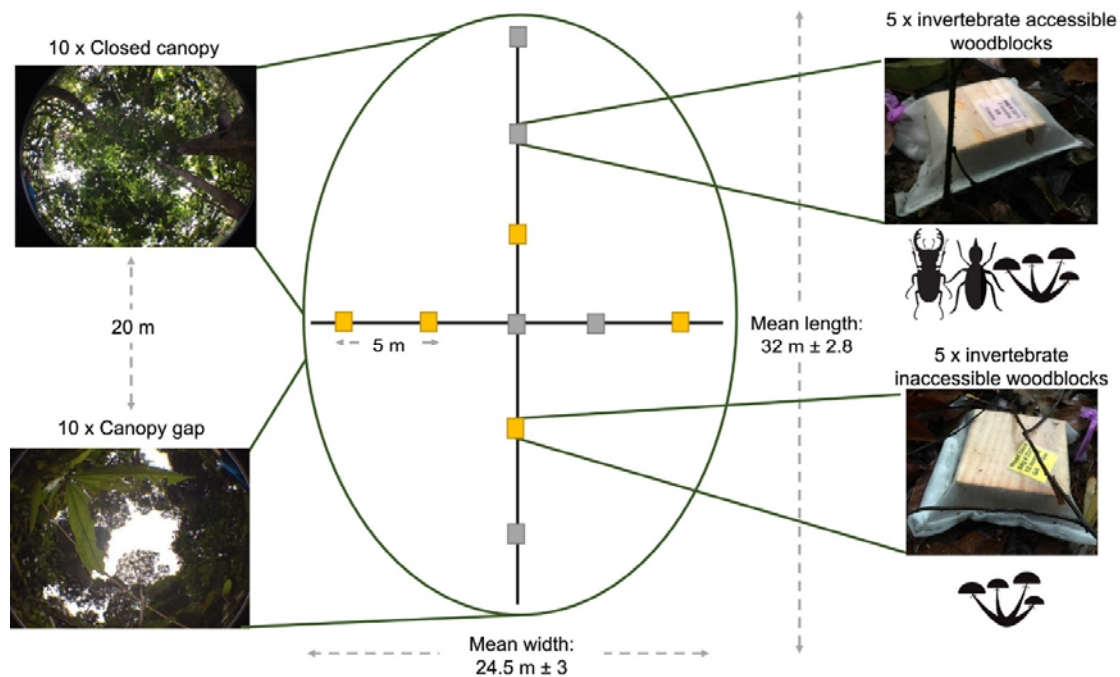 10 x Closed canopy
20 m
10 x Canopy gap
5 m
Mean width:
24.5 m ± 3
Mean length:
32 m ± 2.8
5 x invertebrate accessible
woodblocks
5 x invertebrate
inaccessible woodblocks